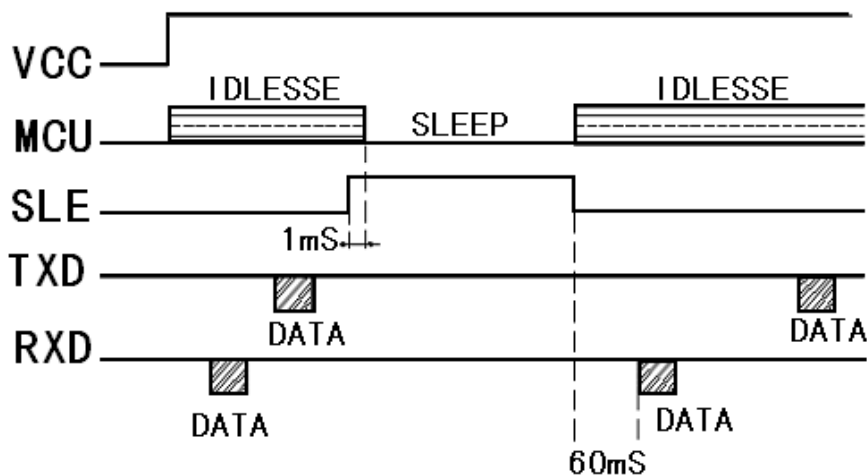 VCC
IDLESSE IDLESSE
MCU SLEEP
SLE
1mS
TXD
DATA DATA
RXD
DATA DATA
60mS